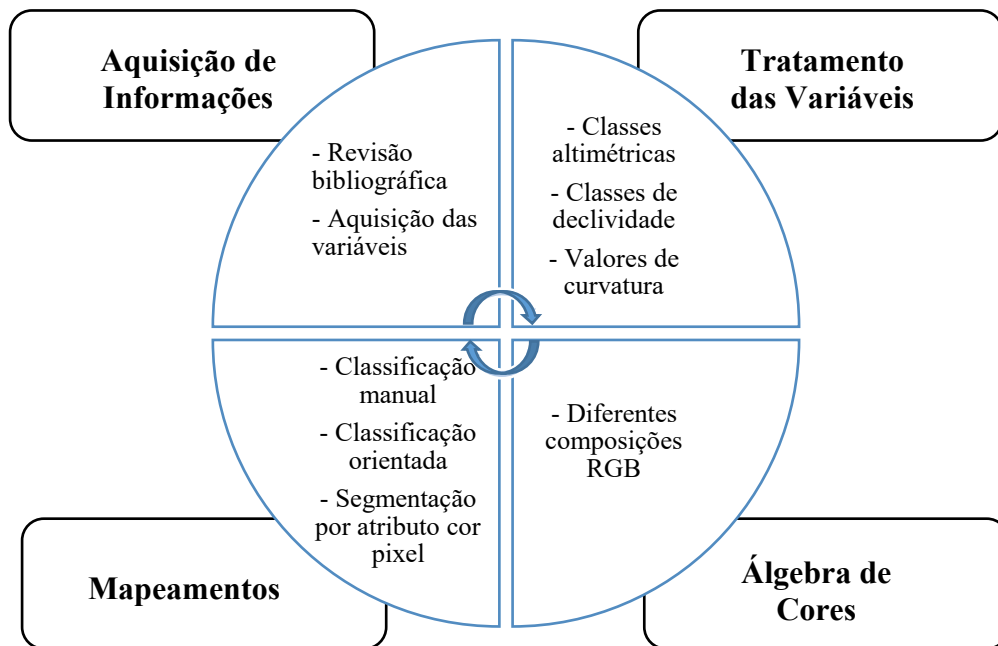 Aquisição de
Informações
- Revisão
bibliográfica
- Aquisição das
variáveis
Tratamento
das Variáveis
- Classes
altimétricas
- Classes de
declividade
- Valores de
curvatura
- Classificação
manual
- Classificação
orientada
- Segmentação
por atributo cor
pixel
Mapeamentos
- Diferentes
composições
RGB
Álgebra de
Cores